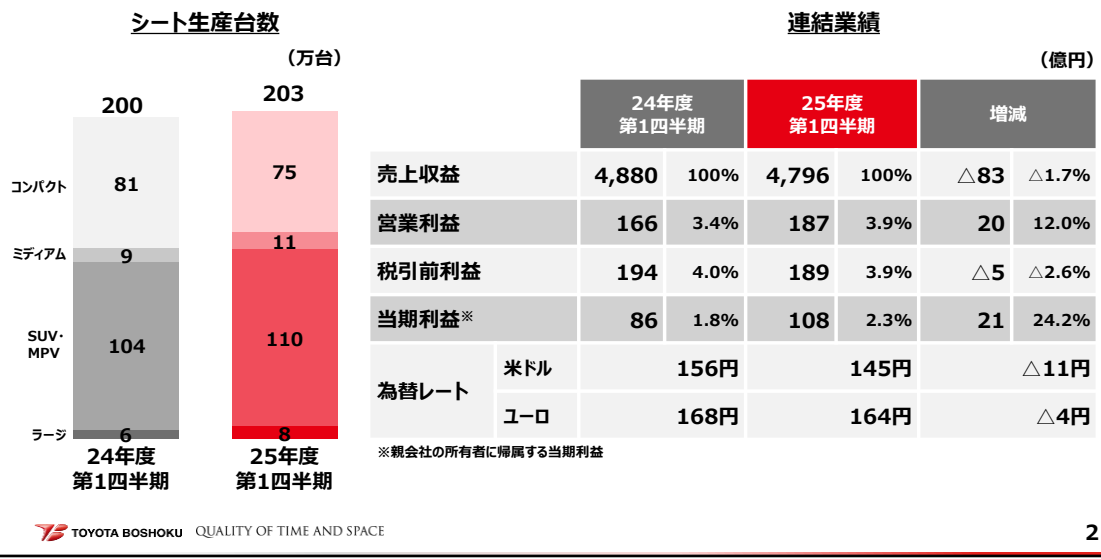 シート生産台数
（万台）
200
203
コンパクト
81
75
ミディアム
9
11
SUV・
MPV
104
110
ラージ
6
8
24年度
第1四半期
25年度
第1四半期
連結業績
（億円）
24年度
第1四半期
25年度
第1四半期
増減
売上収益 4,880 100% 4,796 100% △83 △1.7%
営業利益 166 3.4% 187 3.9% 20 12.0%
税引前利益 194 4.0% 189 3.9% △5 △2.6%
当期利益※ 86 1.8% 108 2.3% 21 24.2%
為替レート
米ドル 156円 145円 △11円
ユーロ 168円 164円 △4円
※親会社の所有者に帰属する当期利益
TOYOTA BOSHOKU QUALITY OF TIME AND SPACE
2